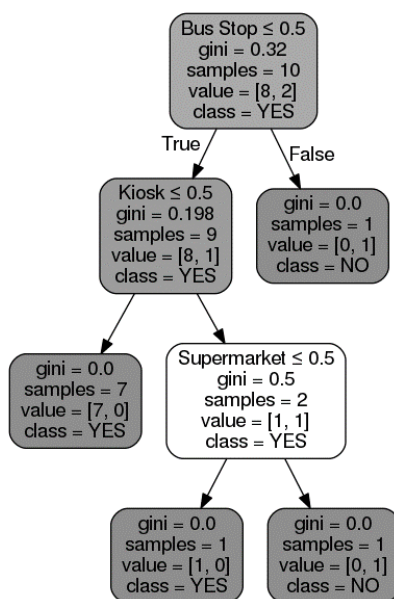 Bus Stop ≤ 0.5
gini = 0.32
samples = 10
value = [8, 2]
class = YES
True
False
Kiosk ≤ 0.5
gini = 0.198
samples = 9
value = [8, 1]
class = YES
gini = 0.0
samples = 1
value = [0, 1]
class = NO
gini = 0.0
samples = 7
value = [7, 0]
class = YES
Supermarket ≤ 0.5
gini = 0.5
samples = 2
value = [1, 1]
class = YES
gini = 0.0
samples = 1
value = [1, 0]
class = YES
gini = 0.0
samples = 1
value = [0, 1]
class = NO